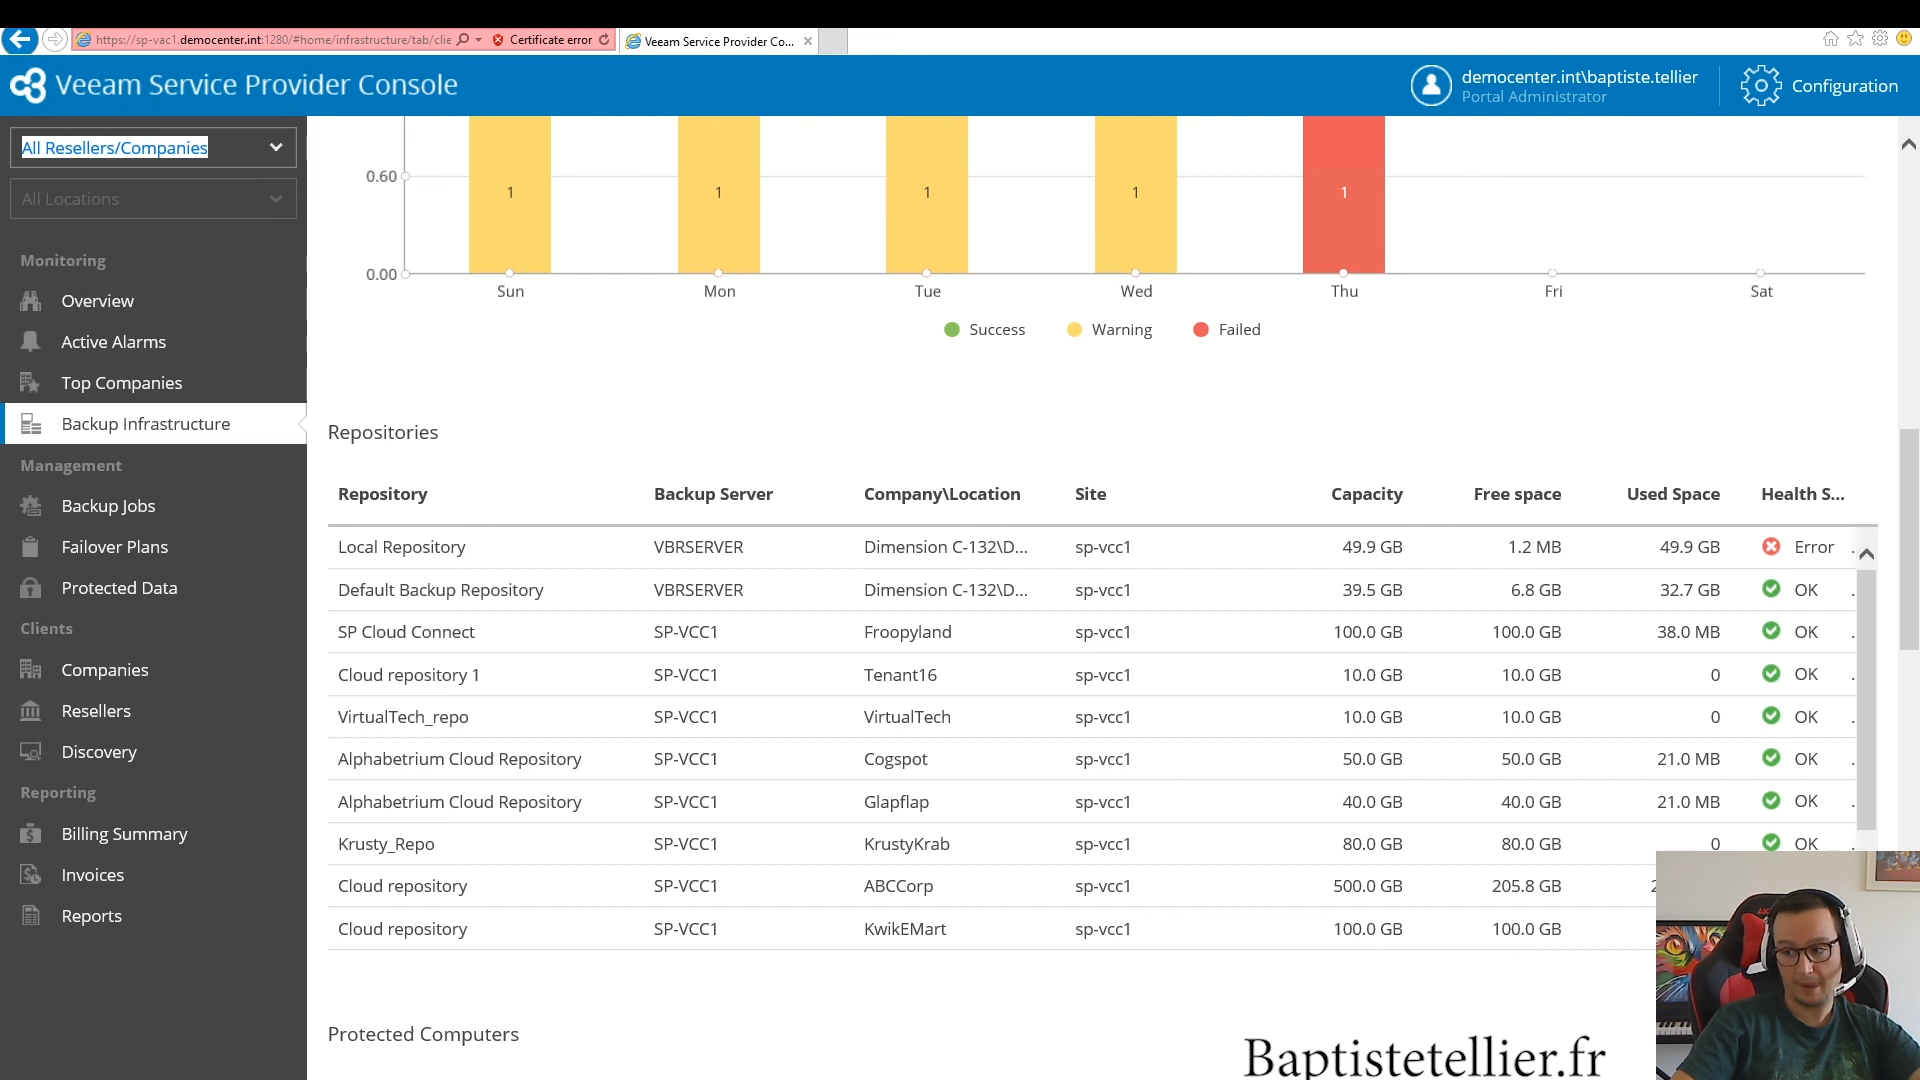 https://sp-vac1.democenter.int:1280/#home/infrastructure/tab/clie
Certificate error
Veeam Service Provider Co...
Veeam Service Provider Console
democenter.int\baptiste.tellier
Portal Administrator
Configuration
All Resellers/Companies
All Locations
Monitoring
Overview
Active Alarms
Top Companies
Backup Infrastructure
Management
Backup Jobs
Failover Plans
Protected Data
Clients
Companies
Resellers
Discovery
Reporting
Billing Summary
Invoices
Reports
0.60
1 1 1 1 1
0.00
Sun Mon Tue Wed Thu Fri Sat
Success Warning Failed
Repositories
Repository Backup Server Company\Location Site Capacity Free space Used Space Health S...
Local Repository VBRSERVER Dimension C-132\D... sp-vcc1 49.9 GB 1.2 MB 49.9 GB Error
Default Backup Repository VBRSERVER Dimension C-132\D... sp-vcc1 39.5 GB 6.8 GB 32.7 GB OK
SP Cloud Connect SP-VCC1 Froopyland sp-vcc1 100.0 GB 100.0 GB 38.0 MB OK
Cloud repository 1 SP-VCC1 Tenant16 sp-vcc1 10.0 GB 10.0 GB 0 OK
VirtualTech_repo SP-VCC1 VirtualTech sp-vcc1 10.0 GB 10.0 GB 0 OK
Alphabetrium Cloud Repository SP-VCC1 Cogspot sp-vcc1 50.0 GB 50.0 GB 21.0 MB OK
Alphabetrium Cloud Repository SP-VCC1 Glapflap sp-vcc1 40.0 GB 40.0 GB 21.0 MB OK
Krusty_Repo SP-VCC1 KrustyKrab sp-vcc1 80.0 GB 80.0 GB 0 OK
Cloud repository SP-VCC1 ABCCorp sp-vcc1 500.0 GB 205.8 GB
Cloud repository SP-VCC1 KwikEMart sp-vcc1 100.0 GB 100.0 GB
Protected Computers
Baptistetellier.fr